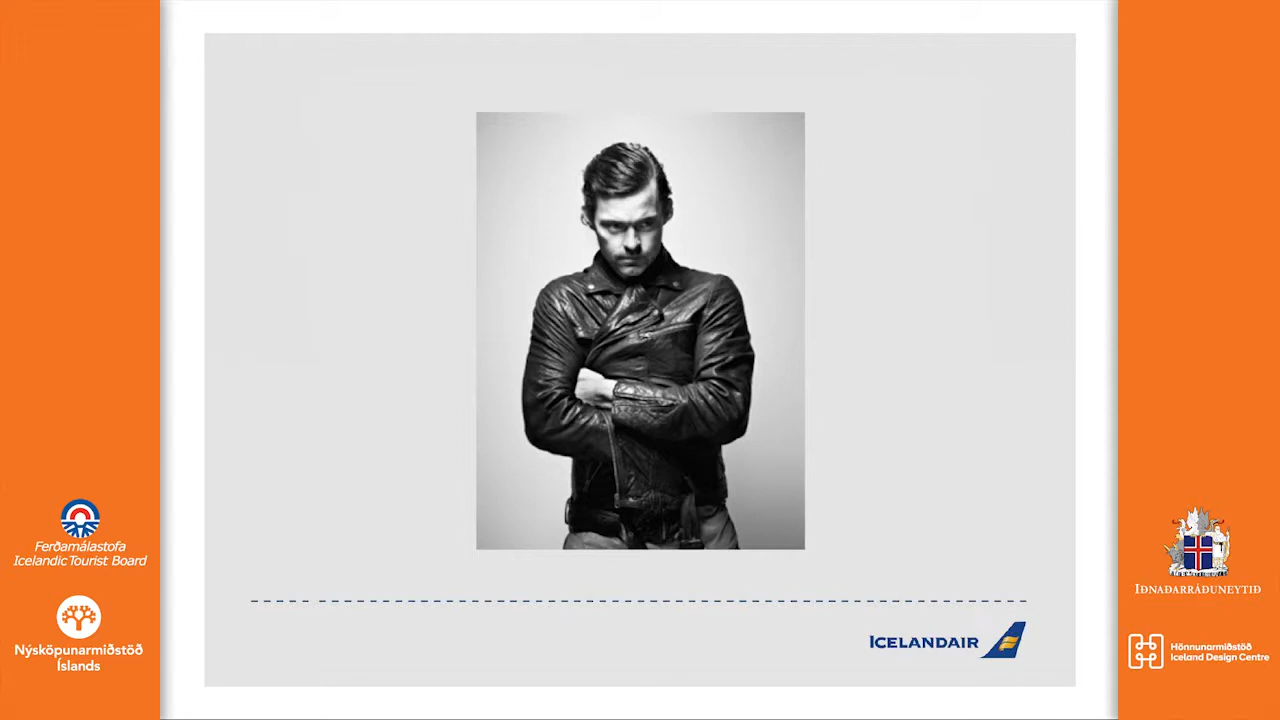 Ferðamálastofa
Icelandic Tourist Board
Nýsköpunarmiðstöð
Íslands
ICELANDAIR
IÐNAÐARRÁÐUNEYTIÐ
Hönnunarmiðstöð
Iceland Design Centre